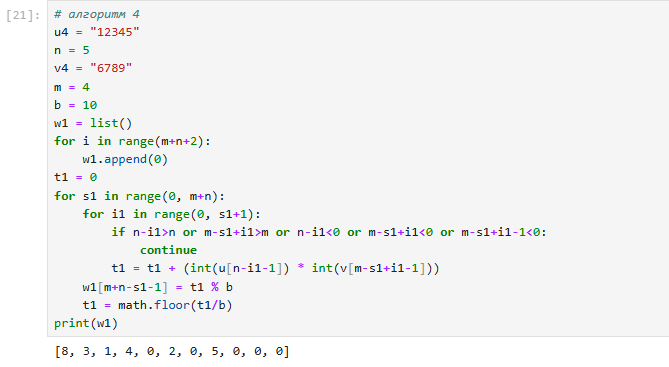 [21]:
# алгоритм 4
u4 = "12345"
n = 5
v4 = "6789"
m = 4
b = 10
w1 = list()
for i in range(m+n+2):
    w1.append(0)
t1 = 0
for s1 in range(0, m+n):
    for i1 in range(0, s1+1):
        if n-i1>n or m-s1+i1>m or n-i1<0 or m-s1+i1<0 or m-s1+i1-1<0:
            continue
        t1 = t1 + (int(u[n-i1-1]) * int(v[m-s1+i1-1]))
    w1[m+n-s1-1] = t1 % b
    t1 = math.floor(t1/b)
print(w1)
[8, 3, 1, 4, 0, 2, 0, 5, 0, 0, 0]